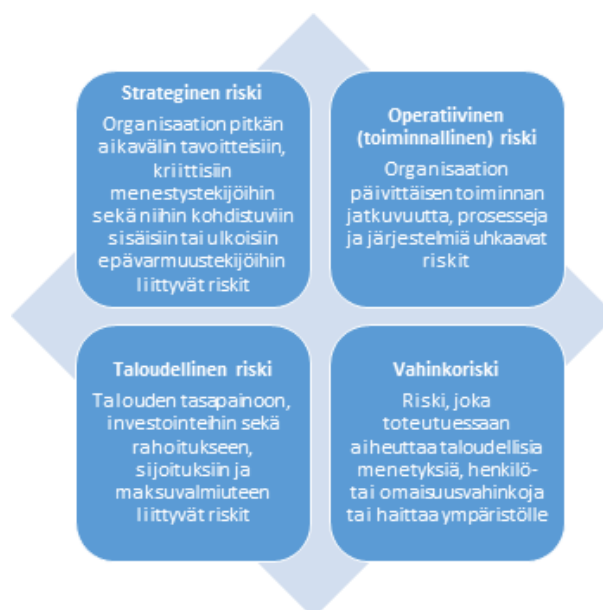 Strateginen riski
Organisaation pitkän
aikavälin tavoitteisiin,
kriittisiin
menestystekijöihin
sekä niihin kohdistuviin
sisäisiin tai ulkoisiin
epävarmuustekijöihin
liittyvät riskit
Operatiivinen
(toiminnallinen) riski
Organisaation
päivittäisen toiminnan
jatkuvuutta, prosesseja
ja järjestelmiä uhkaavat
riskit
Taloudellinen riski
Talouden tasapainoon,
investointeihin sekä
rahoitukseen,
sijoituksiin ja
maksuvalmiuteen
liittyvät riskit
Vahinkoriski
Riski, joka
toteutuessaan
aiheuttaa taloudellisia
menetyksiä, henkilö-
tai omaisuusvahinkoja
tai haittaa ympäristölle